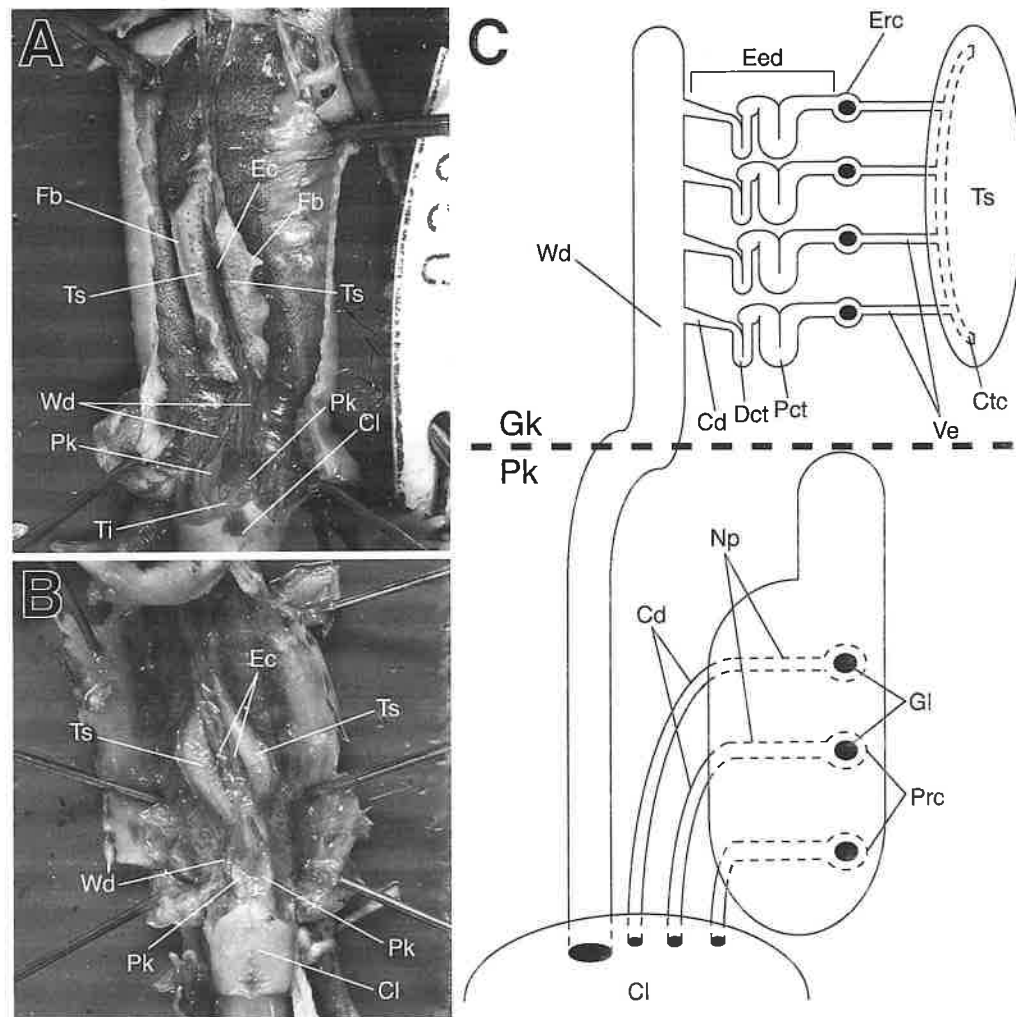 A
Fb
Ec
Fb
Ts
Ts
Wd
Pk
Pk
Cl
Ti
B
Ec
Ts
Ts
Wd
Pk
Pk
Cl
C
Erc
Eed
Ts
Wd
Cd
Dct
Pct
Ve
Ctc
Gk
Pk
Np
Cd
Gl
Prc
Cl